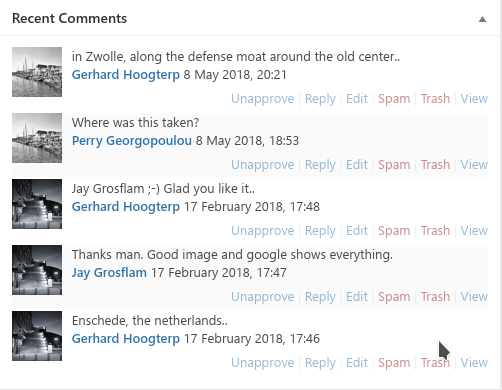 Recent Comments
in Zwolle, along the defense moat around the old center..
Gerhard Hoogterp 8 May 2018, 20:21
Unapprove | Reply | Edit | Spam | Trash | View
Where was this taken?
Perry Georgopoulou 8 May 2018, 18:53
Unapprove | Reply | Edit | Spam | Trash | View
Jay Grosflam ;-) Glad you like it..
Gerhard Hoogterp 17 February 2018, 17:48
Unapprove | Reply | Edit | Spam | Trash | View
Thanks man. Good image and google shows everything.
Jay Grosflam 17 February 2018, 17:47
Unapprove | Reply | Edit | Spam | Trash | View
Enschede, the netherlands..
Gerhard Hoogterp 17 February 2018, 17:46
Unapprove | Reply | Edit | Spam | Trash | View